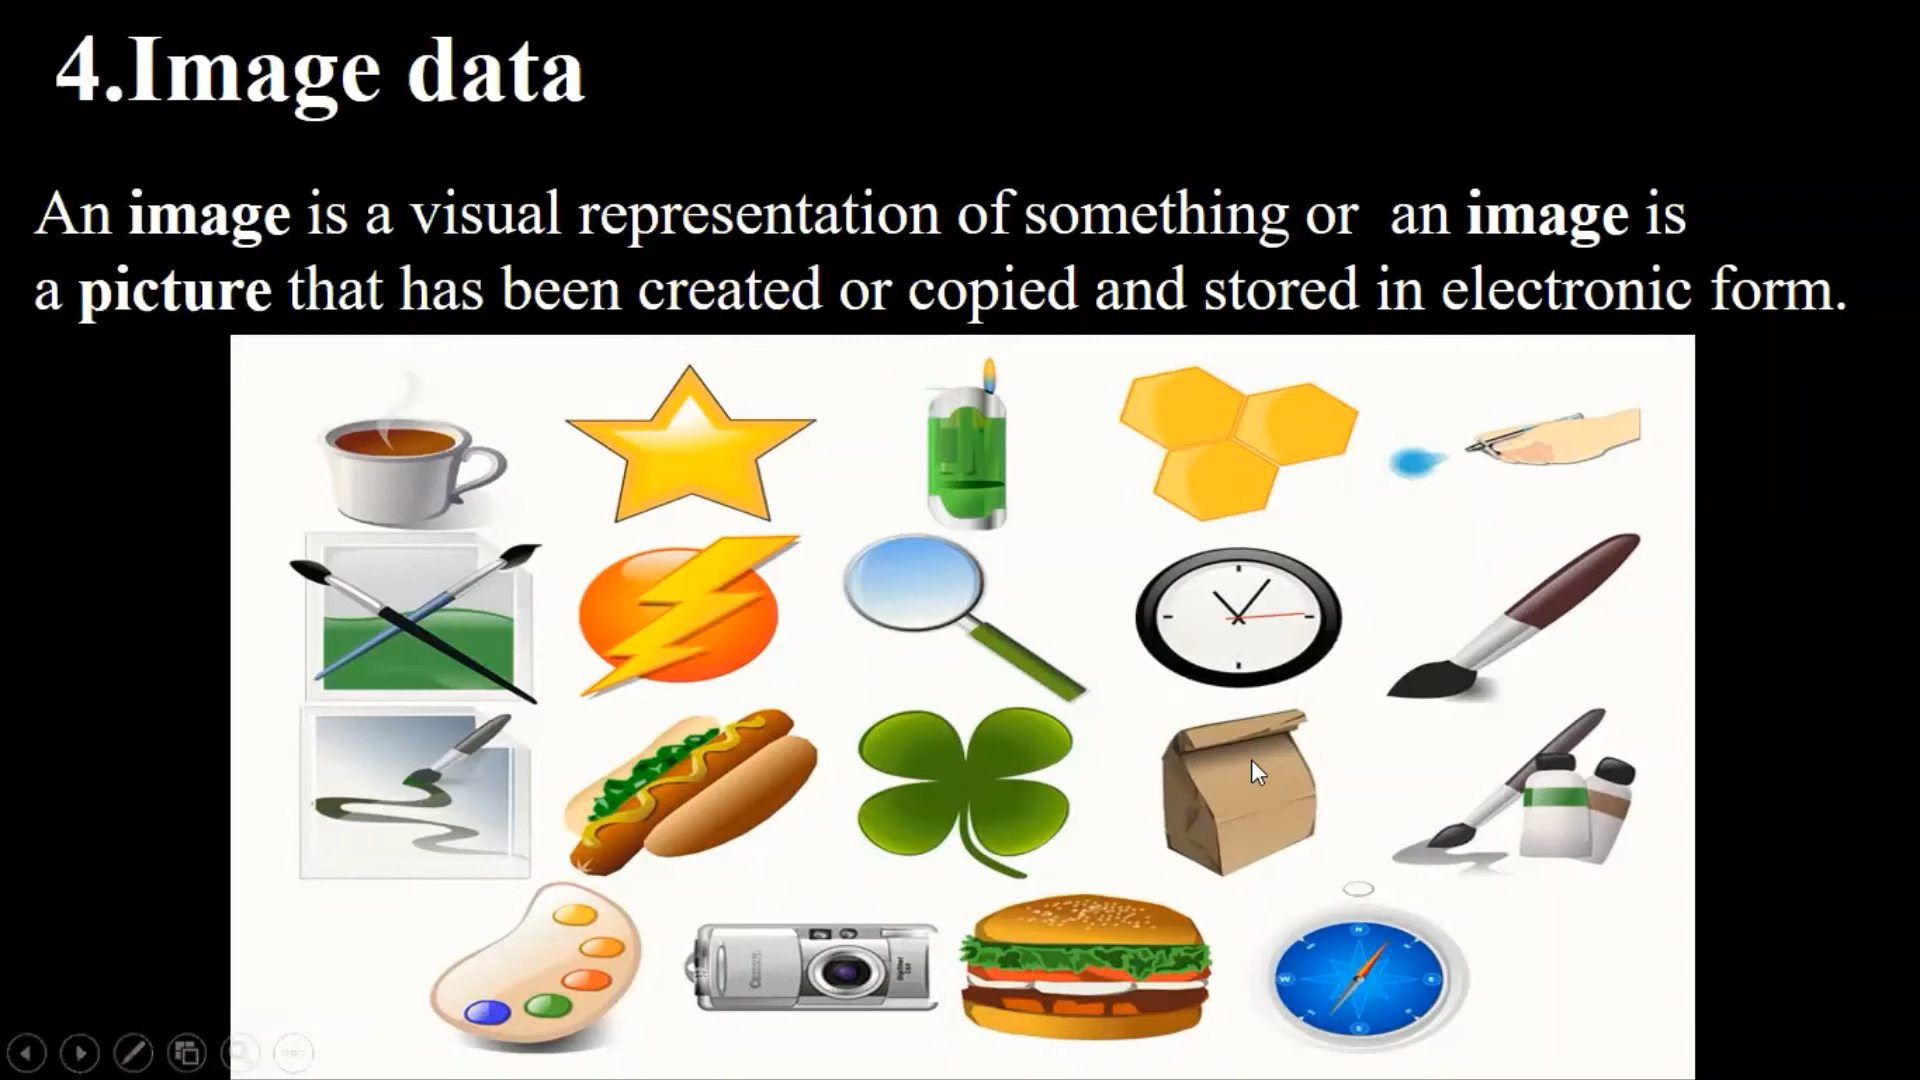 4.Image data
An image is a visual representation of something or an image is
a picture that has been created or copied and stored in electronic form.
Canon
N
W
S